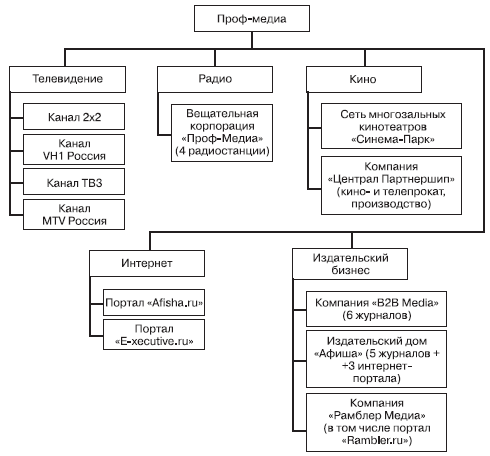 Проф-медиа
Телевидение
Канал 2x2
Канал
VH1 Россия
Канал ТВ3
Канал
MTV Россия
Радио
Вещательная
корпорация
«Проф-Медиа»
(4 радиостанции)
Кино
Сеть многозальных
кинотеатров
«Синема-Парк»
Компания
«Централ Партнершип»
(кино- и телепрокат,
производство)
Интернет
Портал «Afisha.ru»
Портал
«E-xecutive.ru»
Издательский
бизнес
Компания «B2B Media»
(6 журналов)
Издательский дом
«Афиша» (5 журналов +
+3 интернет-
портала)
Компания
«Рамблер Медиа»
(в том числе портал
«Rambler.ru»)